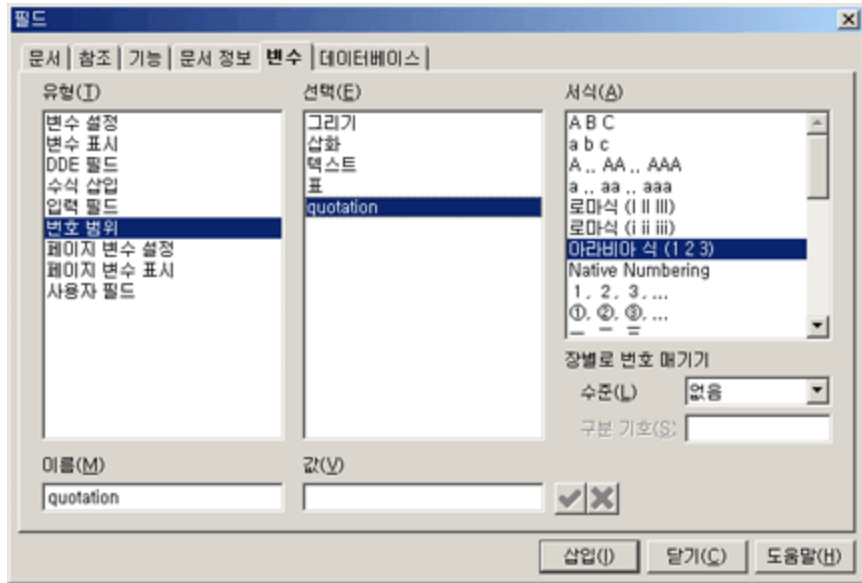 필드
문서 참조 기능 문서 정보 변수 데이터베이스
유형(T)
변수 설정
변수 표시
DDE 필드
수식 삽입
입력 필드
번호 범위
페이지 변수 설정
페이지 변수 표시
사용자 필드
선택(E)
그리기
삽화
텍스트
표
quotation
서식(A)
A B C
a b c
A .. AA .. AAA
a .. aa .. aaa
로마식 (I II III)
로마식 (i ii iii)
아라비아 식 (1 2 3)
Native Numbering
1, 2, 3, ...
①, ②, ③, ...
장별로 번호 매기기
수준(L) 없음
구분 기호(S)
이름(M)
quotation
값(V)
삽입(I) 닫기(C) 도움말(H)